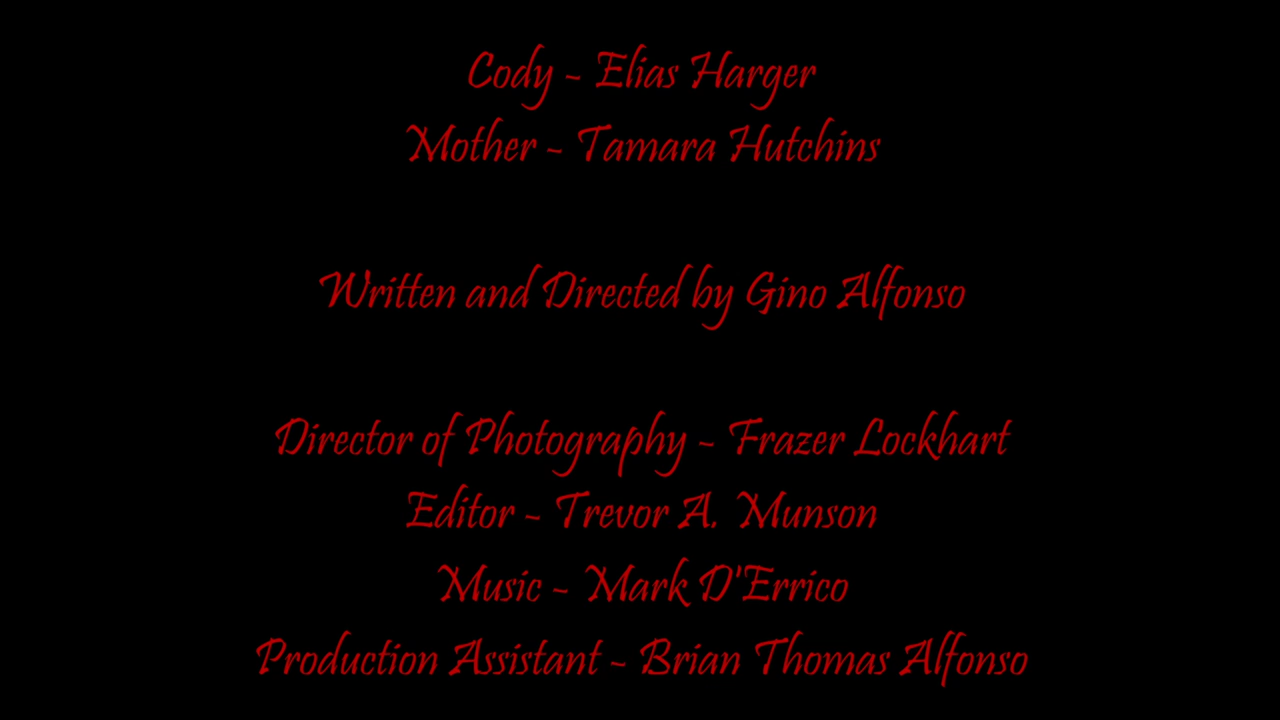 Cody - Elias Harger
Mother - Tamara Hutchins
Written and Directed by Gino Alfonso
Director of Photography - Frazer Lockhart
Editor - Trevor A. Munson
Music - Mark D'Errico
Production Assistant - Brian Thomas Alfonso